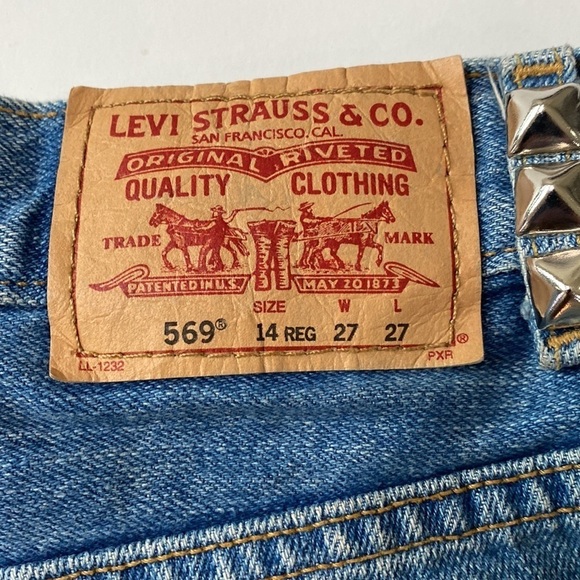 LEVI STRAUSS & CO.
SAN FRANCISCO, CAL.
ORIGINAL RIVETED
QUALITY CLOTHING
TRADE MARK
PATENTED IN U.S. MAY 20 1873
SIZE W L
569® 14 REG 27 27
LL-1232 PXR